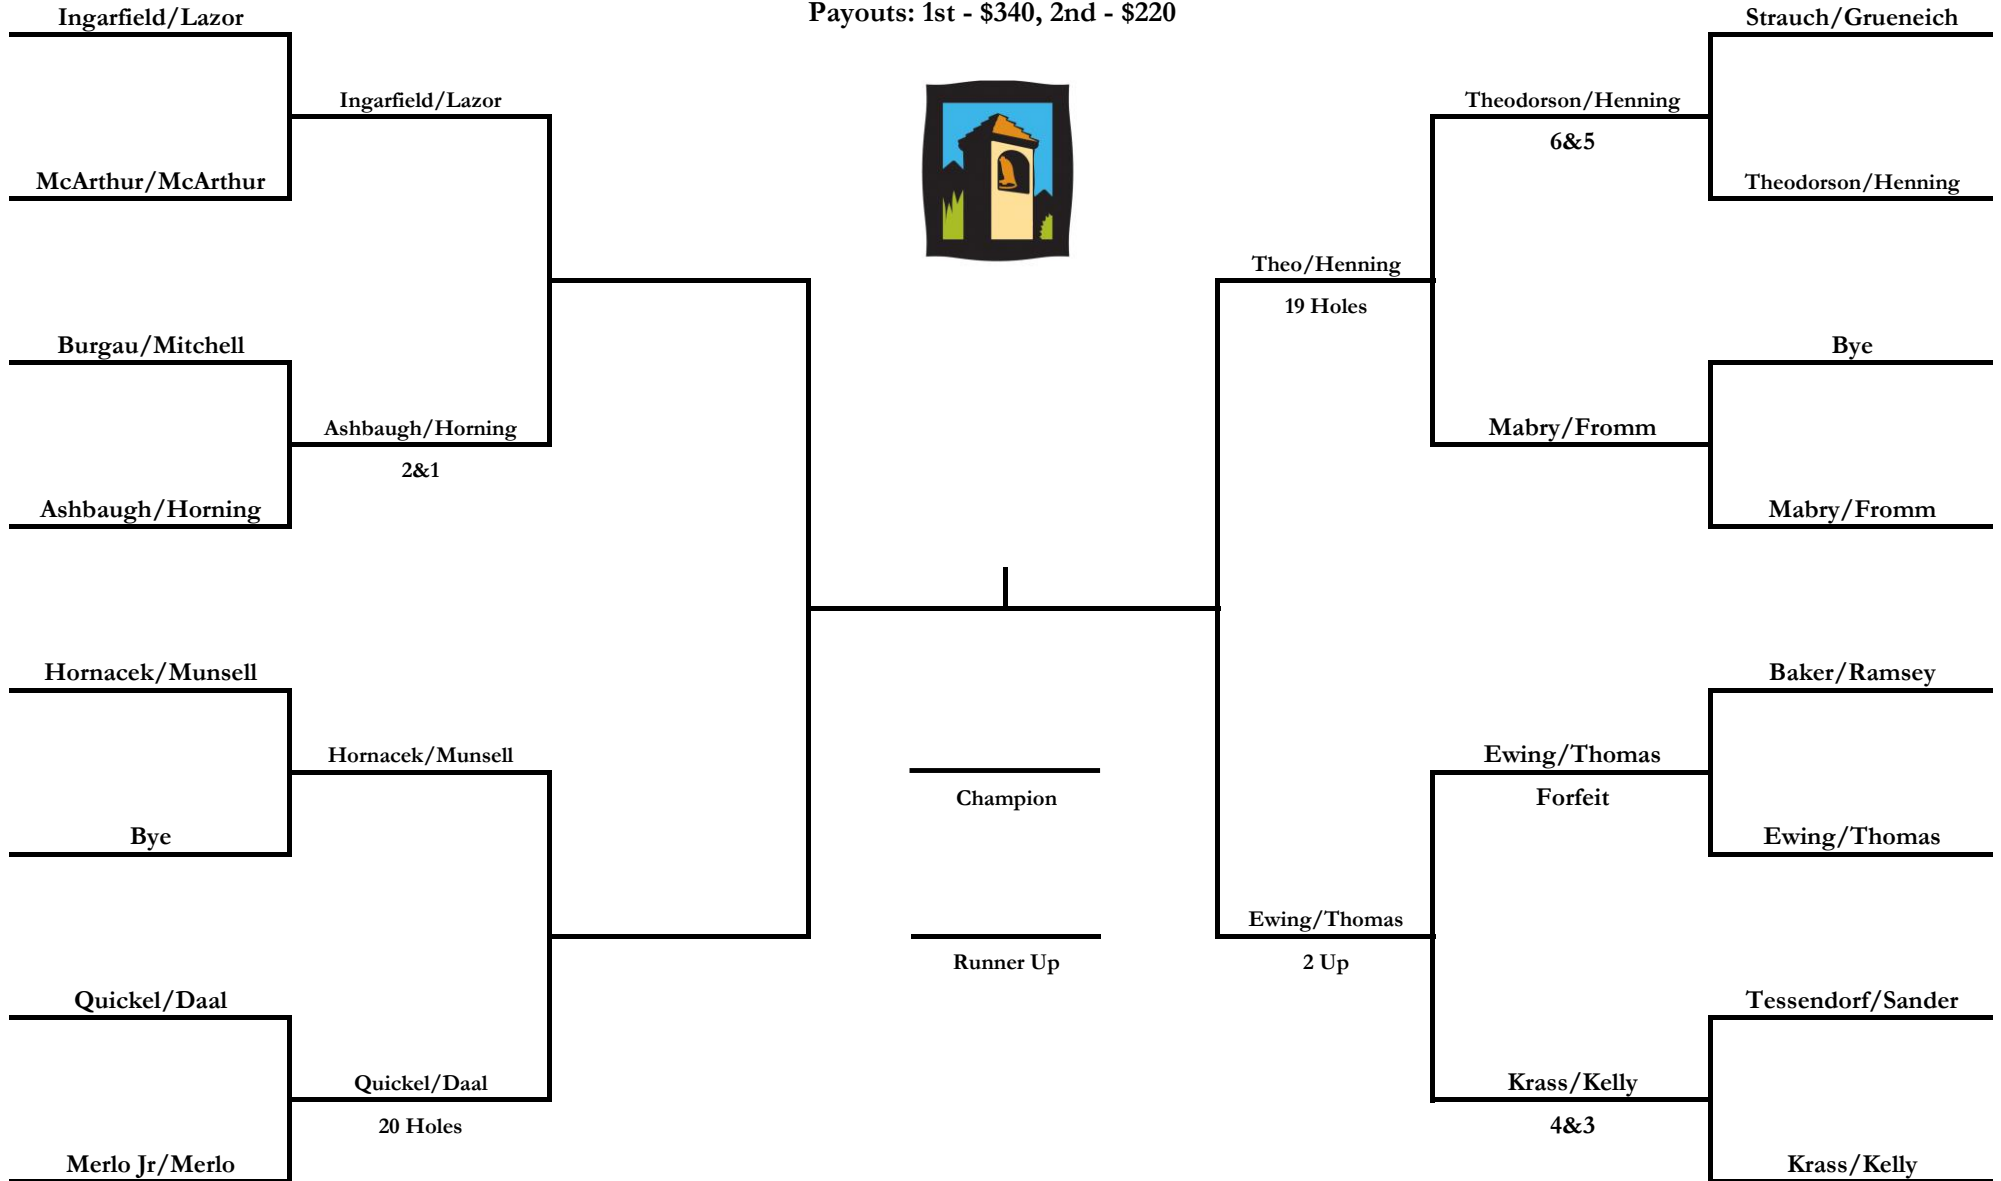 Payouts: 1st - $340, 2nd - $220
Ingarfield/Lazor
Ingarfield/Lazor
McArthur/McArthur
Burgau/Mitchell
Ashbaugh/Horning
2&1
Ashbaugh/Horning
Hornacek/Munsell
Hornacek/Munsell
Bye
Quickel/Daal
Quickel/Daal
20 Holes
Merlo Jr/Merlo
Champion
Runner Up
Strauch/Grueneich
Theodorson/Henning
6&5
Theodorson/Henning
Theo/Henning
19 Holes
Bye
Mabry/Fromm
Mabry/Fromm
Baker/Ramsey
Ewing/Thomas
Forfeit
Ewing/Thomas
Ewing/Thomas
2 Up
Tessendorf/Sander
Krass/Kelly
4&3
Krass/Kelly